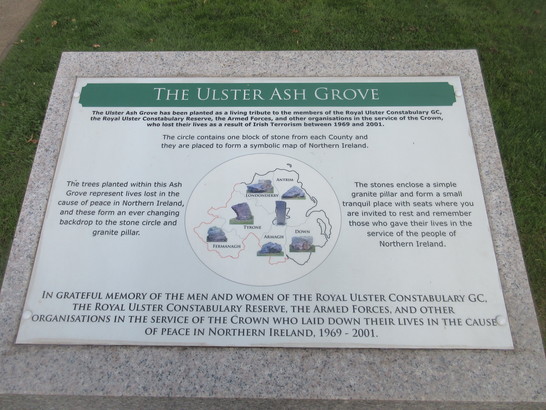 THE ULSTER ASH GROVE
The Ulster Ash Grove has been planted as a living tribute to the members of the Royal Ulster Constabulary GC,
the Royal Ulster Constabulary Reserve, the Armed Forces, and other organisations in the service of the Crown,
who lost their lives as a result of Irish Terrorism between 1969 and 2001.
The circle contains one block of stone from each County and
they are placed to form a symbolic map of Northern Ireland.
The trees planted within this Ash
Grove represent lives lost in the
cause of peace in Northern Ireland,
and these form an ever changing
backdrop to the stone circle and
granite pillar.
ANTRIM
LONDONDERRY
TYRONE
FERMANAGH
ARMAGH
DOWN
The stones enclose a simple
granite pillar and form a small
tranquil place with seats where you
are invited to rest and remember
those who gave their lives in the
service of the people of
Northern Ireland.
IN GRATEFUL MEMORY OF THE MEN AND WOMEN OF THE ROYAL ULSTER CONSTABULARY GC,
THE ROYAL ULSTER CONSTABULARY RESERVE, THE ARMED FORCES, AND OTHER
ORGANISATIONS IN THE SERVICE OF THE CROWN WHO LAID DOWN THEIR LIVES IN THE CAUSE
OF PEACE IN NORTHERN IRELAND, 1969 - 2001.